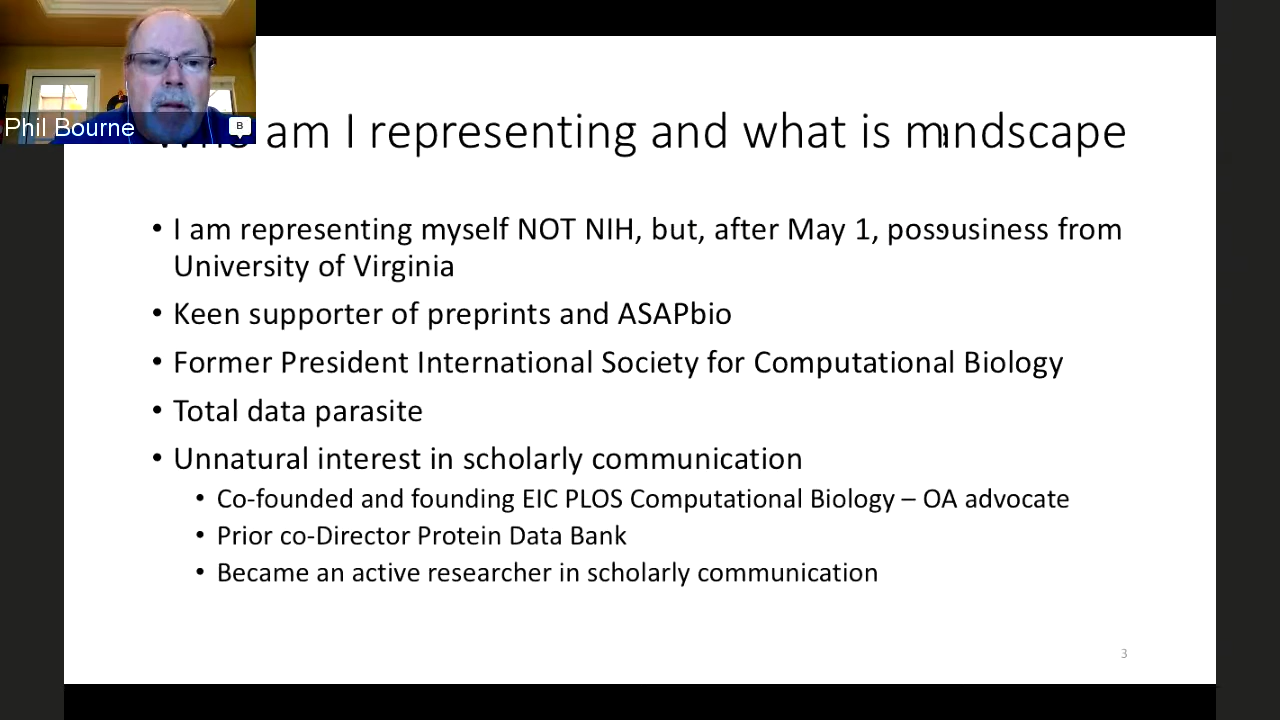 Phil Bourne
B
am I representing and what is
• I am representing myself NOT NIH, but, after May 1, from
University of Virginia
• Keen supporter of preprints and ASAPbio
• Former President International Society for Computational Biology
• Total data parasite
• Unnatural interest in scholarly communication
• Co-founded and founding EIC PLOS Computational Biology – OA advocate
• Prior co-Director Protein Data Bank
• Became an active researcher in scholarly communication
3